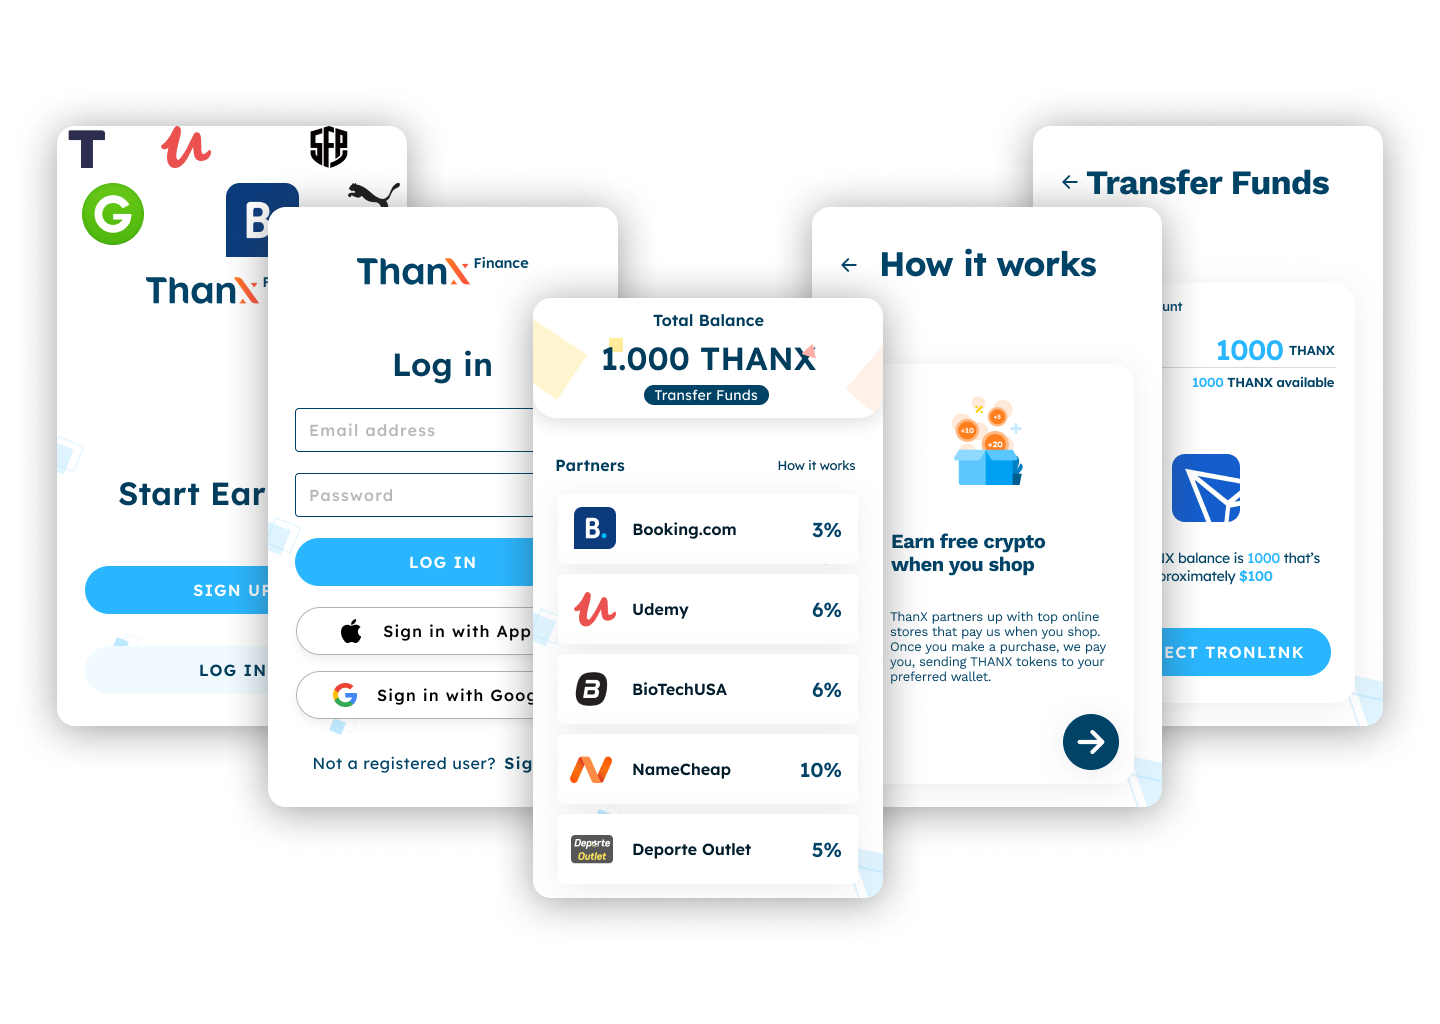 T
SFP
G
B
ThanX F
Start Ear
SIGN UP
LOG IN
ThanX Finance
Log in
Email address
Password
LOG IN
Sign in with App
Sign in with Goog
Not a registered user? Sig
Total Balance
1.000 THANX
Transfer Funds
Partners
How it works
B. Booking.com 3%
Udemy 6%
B BioTechUSA 6%
NameCheap 10%
Deporte
Outlet
Deporte Outlet 5%
How it works
+5
+10
+20
Earn free crypto
when you shop
ThanX partners up with top online
stores that pay us when you shop.
Once you make a purchase, we pay
you, sending THANX tokens to your
preferred wallet.
Transfer Funds
unt
1000 THANX
1000 THANX available
X balance is 1000 that's
proximately $100
ECT TRONLINK